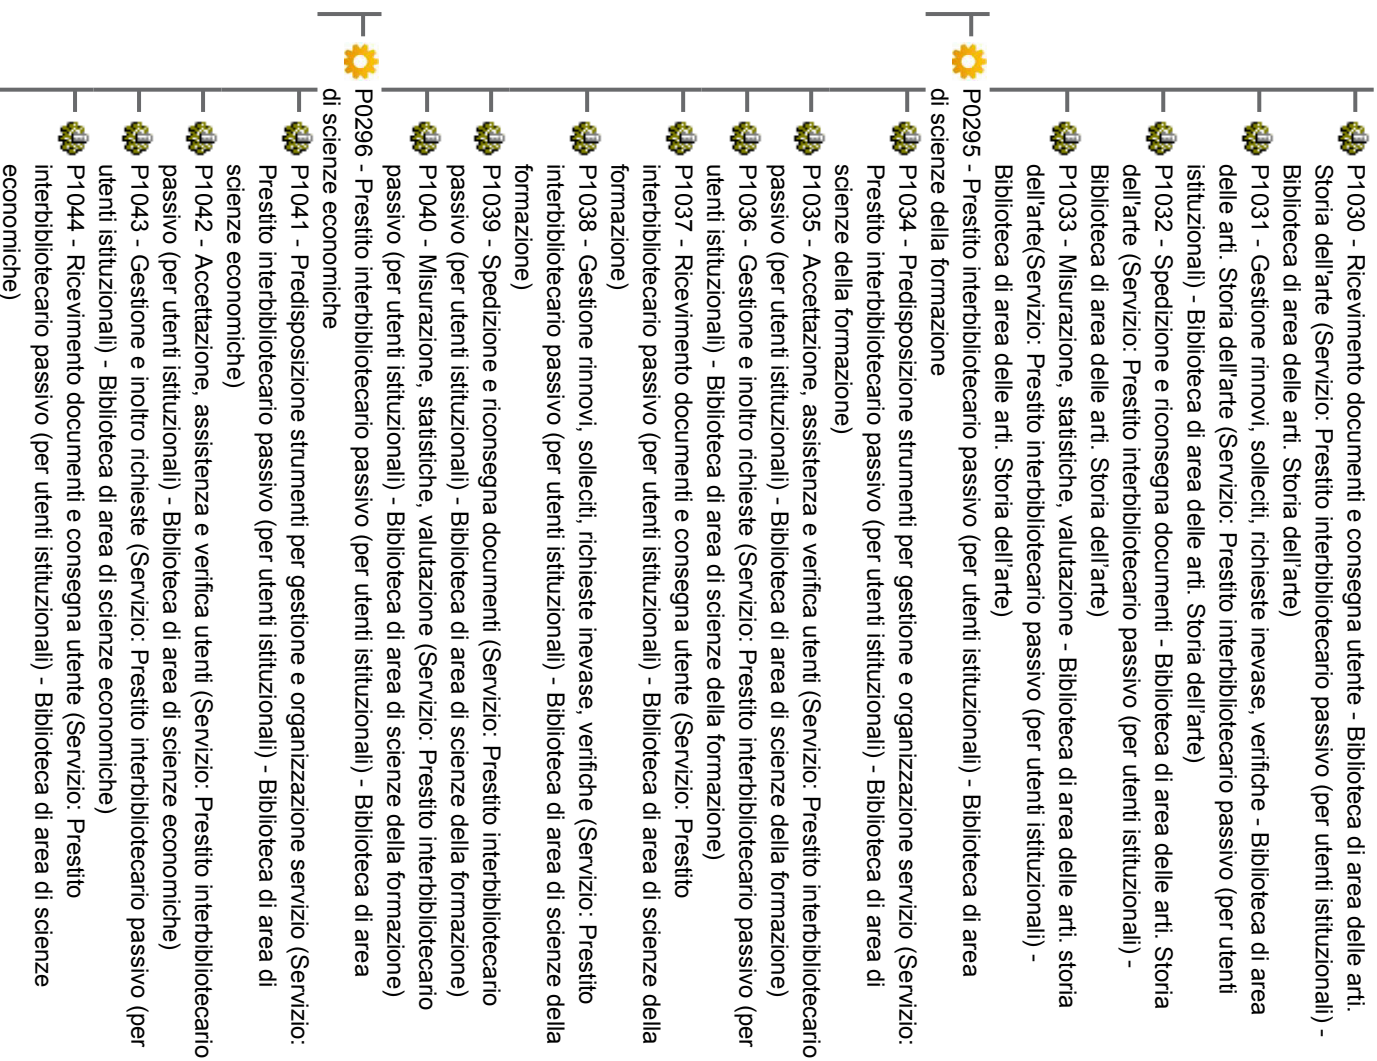 P1030 - Ricevimento documenti e consegna utente - Biblioteca di area delle arti.
Storia dell'arte (Servizio: Prestito interbibliotecario passivo (per utenti istituzionali) -
Biblioteca di area delle arti. Storia dell'arte)
P1031 - Gestione rinnovi, solleciti, richieste inevase, verifiche - Biblioteca di area
delle arti. Storia dell'arte (Servizio: Prestito interbibliotecario passivo (per utenti
istituzionali) - Biblioteca di area delle arti. Storia dell'arte)
P1032 - Spedizione e riconsegna documenti - Biblioteca di area delle arti. Storia
dell'arte (Servizio: Prestito interbibliotecario passivo (per utenti istituzionali) -
Biblioteca di area delle arti. Storia dell'arte)
P1033 - Misurazione, statistiche, valutazione - Biblioteca di area delle arti. storia
dell'arte(Servizio: Prestito interbibliotecario passivo (per utenti istituzionali) -
Biblioteca di area delle arti. Storia dell'arte)
P0295 - Prestito interbibliotecario passivo (per utenti istituzionali) - Biblioteca di area
di scienze della formazione
P1034 - Predisposizione strumenti per gestione e organizzazione servizio (Servizio:
Prestito interbibliotecario passivo (per utenti istituzionali) - Biblioteca di area di
scienze della formazione)
P1035 - Accettazione, assistenza e verifica utenti (Servizio: Prestito interbibliotecario
passivo (per utenti istituzionali) - Biblioteca di area di scienze della formazione)
P1036 - Gestione e inoltro richieste (Servizio: Prestito interbibliotecario passivo (per
utenti istituzionali) - Biblioteca di area di scienze della formazione)
P1037 - Ricevimento documenti e consegna utente (Servizio: Prestito
interbibliotecario passivo (per utenti istituzionali) - Biblioteca di area di scienze della
formazione)
P1038 - Gestione rinnovi, solleciti, richieste inevase, verifiche (Servizio: Prestito
interbibliotecario passivo (per utenti istituzionali) - Biblioteca di area di scienze della
formazione)
P1039 - Spedizione e riconsegna documenti (Servizio: Prestito interbibliotecario
passivo (per utenti istituzionali) - Biblioteca di area di scienze della formazione)
P1040 - Misurazione, statistiche, valutazione (Servizio: Prestito interbibliotecario
passivo (per utenti istituzionali) - Biblioteca di area di scienze della formazione)
P0296 - Prestito interbibliotecario passivo (per utenti istituzionali) - Biblioteca di area
di scienze economiche
P1041 - Predisposizione strumenti per gestione e organizzazione servizio (Servizio:
Prestito interbibliotecario passivo (per utenti istituzionali) - Biblioteca di area di
scienze economiche)
P1042 - Accettazione, assistenza e verifica utenti (Servizio: Prestito interbibliotecario
passivo (per utenti istituzionali) - Biblioteca di area di scienze economiche)
P1043 - Gestione e inoltro richieste (Servizio: Prestito interbibliotecario passivo (per
utenti istituzionali) - Biblioteca di area di scienze economiche)
P1044 - Ricevimento documenti e consegna utente (Servizio: Prestito
interbibliotecario passivo (per utenti istituzionali) - Biblioteca di area di scienze
economiche)